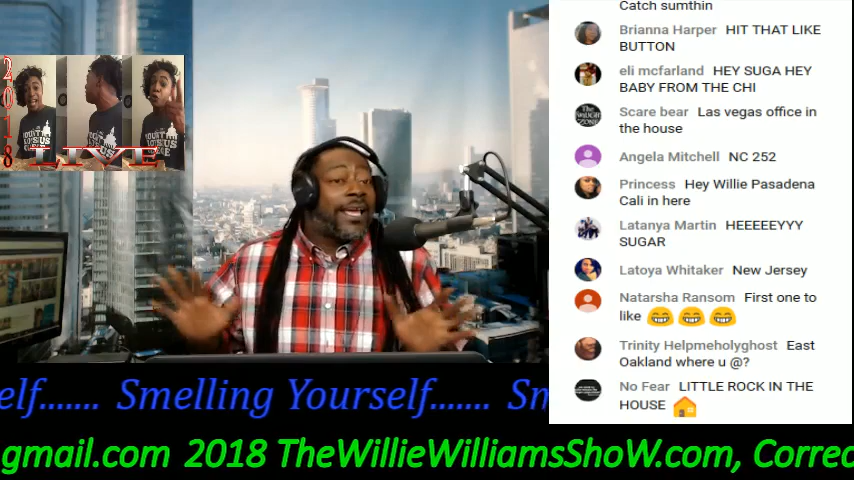 Catch sumthin
Brianna Harper HIT THAT LIKE
BUTTON
eli mcfarland HEY SUGA HEY
BABY FROM THE CHI
Scare bear Las vegas office in
the house
Angela Mitchell NC 252
Princess Hey Willie Pasadena
Cali in here
Latanya Martin HEEEEEYYY
SUGAR
Latoya Whitaker New Jersey
Natarsha Ransom First one to
like 😂 😂 😂
Trinity Helpmeholyghost East
Oakland where u @?
No Fear LITTLE ROCK IN THE
HOUSE 🏠
2018
LIVE
elf....... Smelling Yourself....... Sm
gmail.com 2018 TheWillieWilliamsShoW.com, Correc